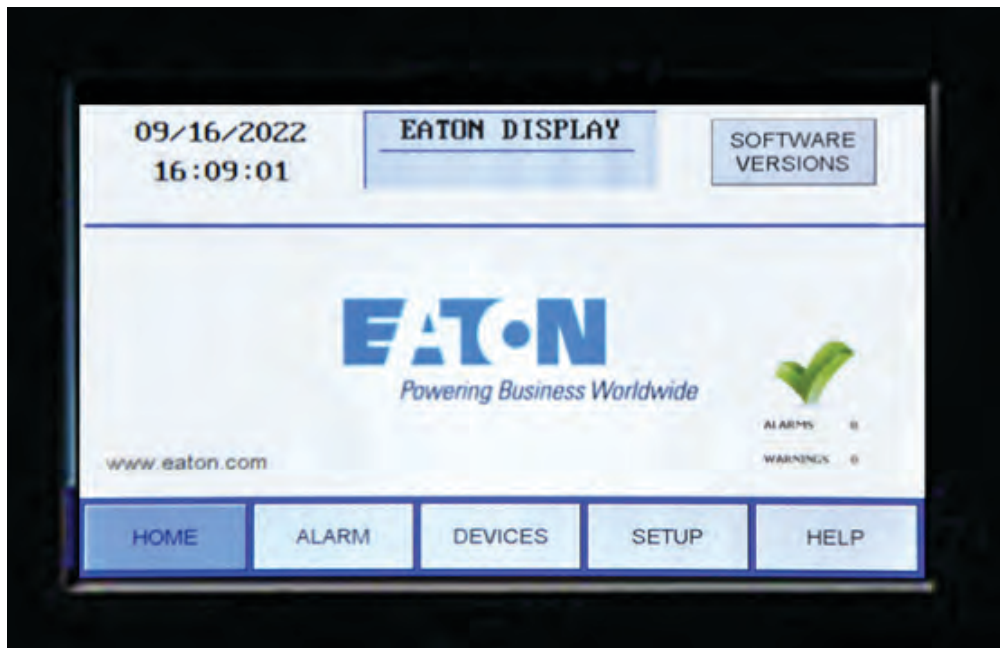 09/16/2022
16:09:01
EATON DISPLAY
SOFTWARE
VERSIONS
EATON
Powering Business Worldwide
ALARMS 0
WARNINGS 0
www.eaton.com
HOME
ALARM
DEVICES
SETUP
HELP